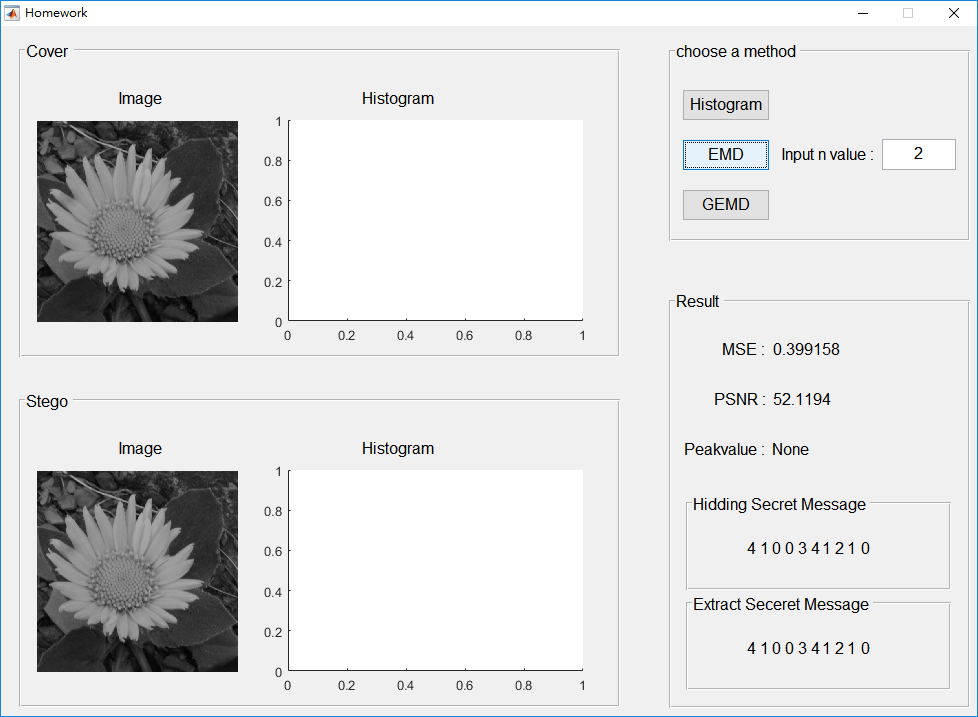 Homework
Cover
Image
Histogram
1
0.8
0.6
0.4
0.2
0
0 0.2 0.4 0.6 0.8 1
Stego
Image
Histogram
1
0.8
0.6
0.4
0.2
0
0 0.2 0.4 0.6 0.8 1
choose a method
Histogram
EMD Input n value : 2
GEMD
Result
MSE : 0.399158
PSNR : 52.1194
Peakvalue : None
Hidding Secret Message
4 1 0 0 3 4 1 2 1 0
Extract Seceret Message
4 1 0 0 3 4 1 2 1 0